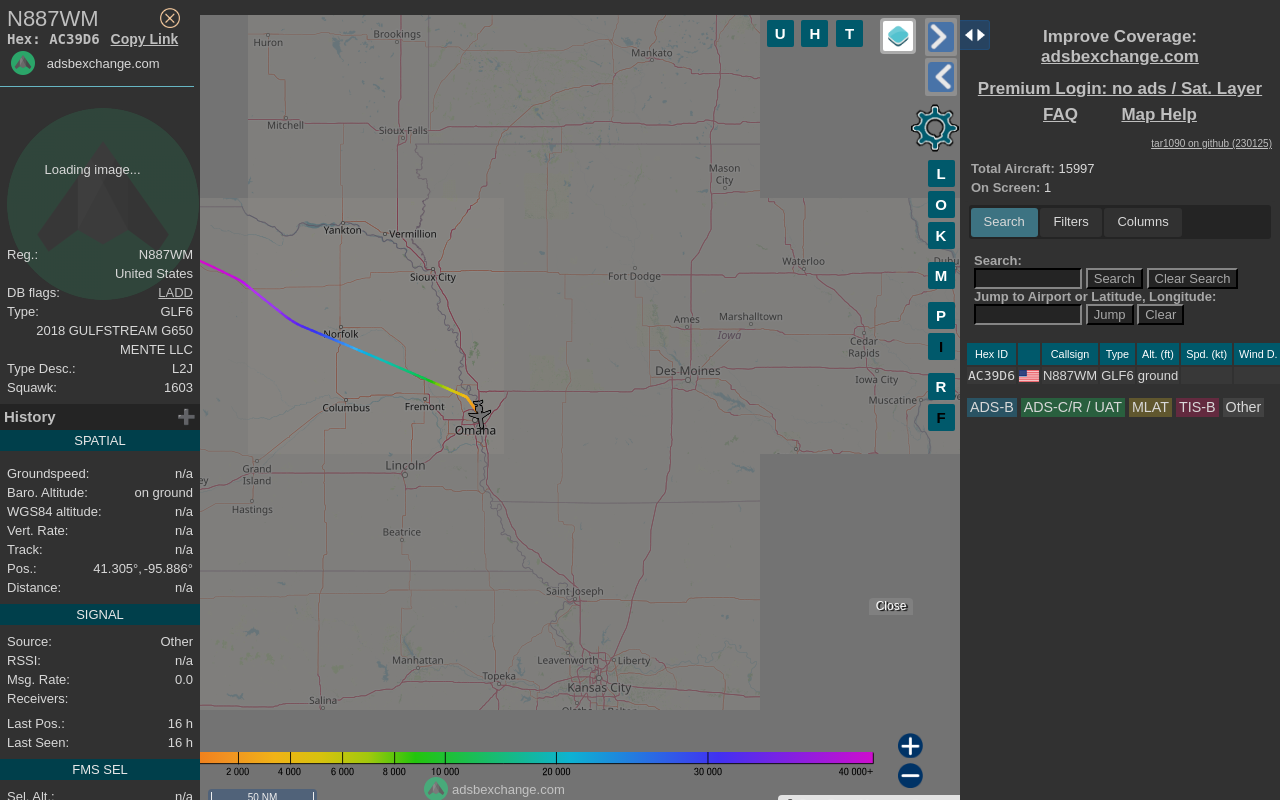 N887WM
Hex: AC39D6 Copy Link
adsbexchange.com
Loading image...
Reg.: N887WM
United States
DB flags: LADD
Type: GLF6
2018 GULFSTREAM G650
MENTE LLC
Type Desc.: L2J
Squawk: 1603
History
SPATIAL
Groundspeed: n/a
Baro. Altitude: on ground
WGS84 altitude: n/a
Vert. Rate: n/a
Track: n/a
Pos.: 41.305°, -95.886°
Distance: n/a
SIGNAL
Source: Other
RSSI: n/a
Msg. Rate: 0.0
Receivers:
Last Pos.: 16 h
Last Seen: 16 h
FMS SEL
Sel. Alt.: n/a
U H T
Huron
Brookings
Mankato
Mitchell
Sioux Falls
Mason
City
Yankton
Vermillion
Sioux City
Fort Dodge
Waterloo
Norfolk
Ames
Marshalltown
Iowa
Cedar
Rapids
Des Moines
Iowa City
Columbus
Fremont
Muscatine
Omaha
Grand
Island
Lincoln
Hastings
Beatrice
Saint Joseph
Manhattan
Leavenworth
Liberty
Topeka
Kansas City
Salina
L
O
K
M
P
I
R
F
Close
2 000 4 000 6 000 8 000 10 000 20 000 30 000 40 000+
adsbexchange.com
50 NM
Improve Coverage:
adsbexchange.com
Premium Login: no ads / Sat. Layer
FAQ Map Help
tar1090 on github (230125)
Total Aircraft: 15997
On Screen: 1
Search Filters Columns
Search:
Search Clear Search
Jump to Airport or Latitude, Longitude:
Jump Clear
Hex ID Callsign Type Alt. (ft) Spd. (kt) Wind D.
AC39D6 N887WM GLF6 ground
ADS-B ADS-C/R / UAT MLAT TIS-B Other